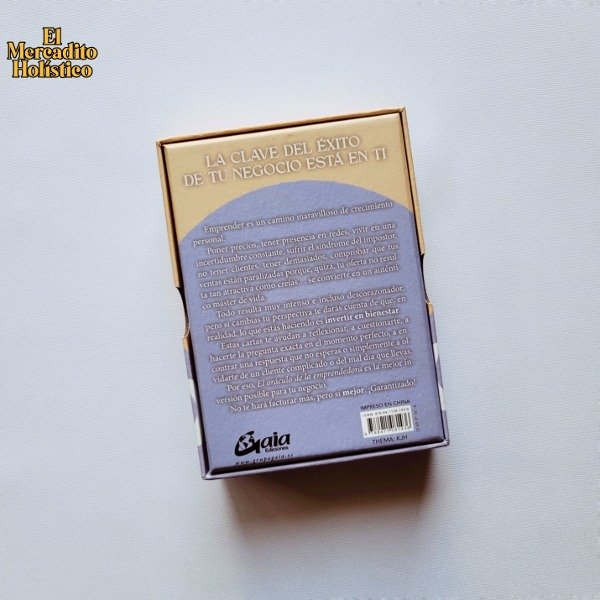 El
Mercadito
Holístico
LA CLAVE DEL ÉXITO
DE TU NEGOCIO ESTÁ EN TI
Emprender es un camino maravilloso de crecimiento
personal.
Poner precios, tener presencia en redes, vivir en una
incertidumbre constante, sufrir el síndrome del impostor,
no tener clientes, tener demasiados, comprobar que tus
ventas están paralizadas porque, quizá, tu oferta no resul-
ta tan attractiva como creías... se convierte en un auténti-
co master de vida.
Todo resulta muy intenso e incluso descorazonador,
pero si cambias tu perspectiva te darás cuenta de que, en
realidad, lo que estás haciendo es invertir en bienestar.
Estas cartas te ayudan a reflexionar, a cuestionarte, a
hacerte la pregunta exacta en el momento perfecto, a en-
contrar una respuesta que no esperas o simplemente a ol-
vidarte de un cliente complicado o del mal día que llevas.
Por eso, El oráculo de la emprendedora es la mejor in-
versión posible para tu negocio.
No te hará facturar más, pero sí mejor. ¡Garantizado!
IMPRESO EN CHINA
Gaia
Ediciones
www.grupogaia.es
THEMA: KJH